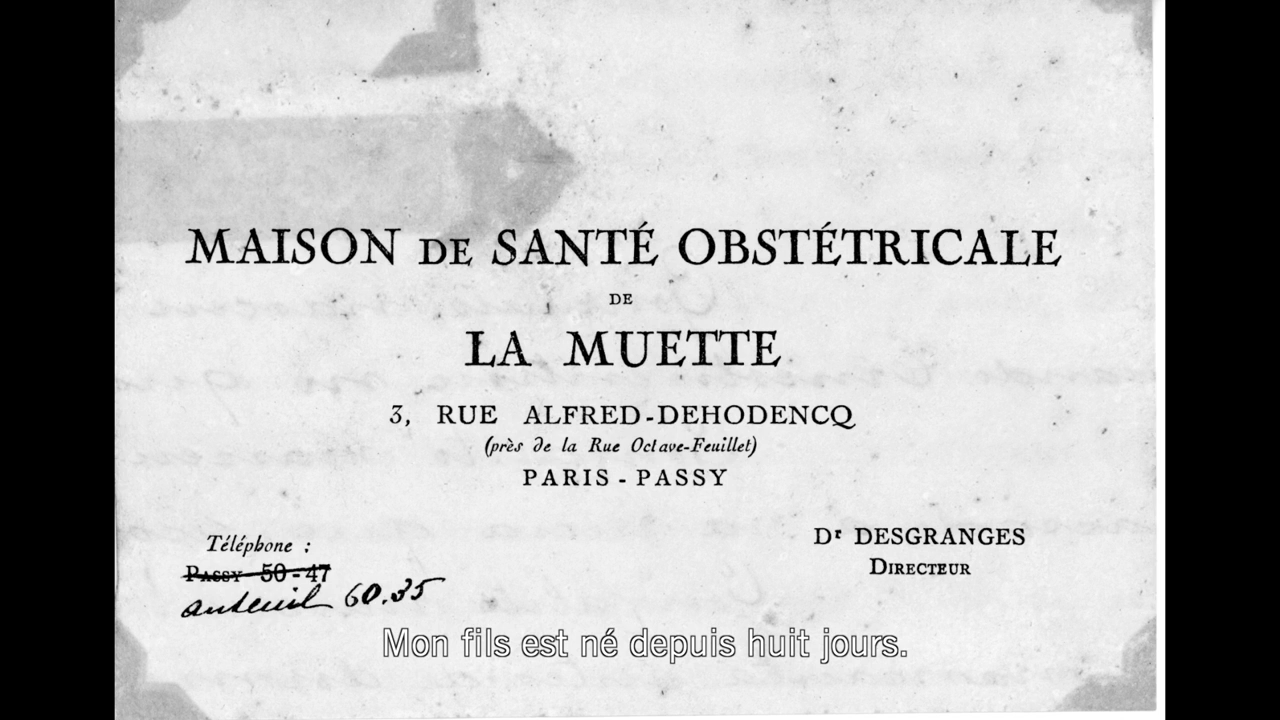 MAISON DE SANTÉ OBSTÉTRICALE
DE
LA MUETTE
3, RUE ALFRED-DEHODENCQ
(près de la Rue Octave-Feuillet)
PARIS - PASSY
Dr DESGRANGES
DIRECTEUR
Téléphone :
PASSY 50-47
auteuil 60.35
Mon fils est né depuis huit jours.